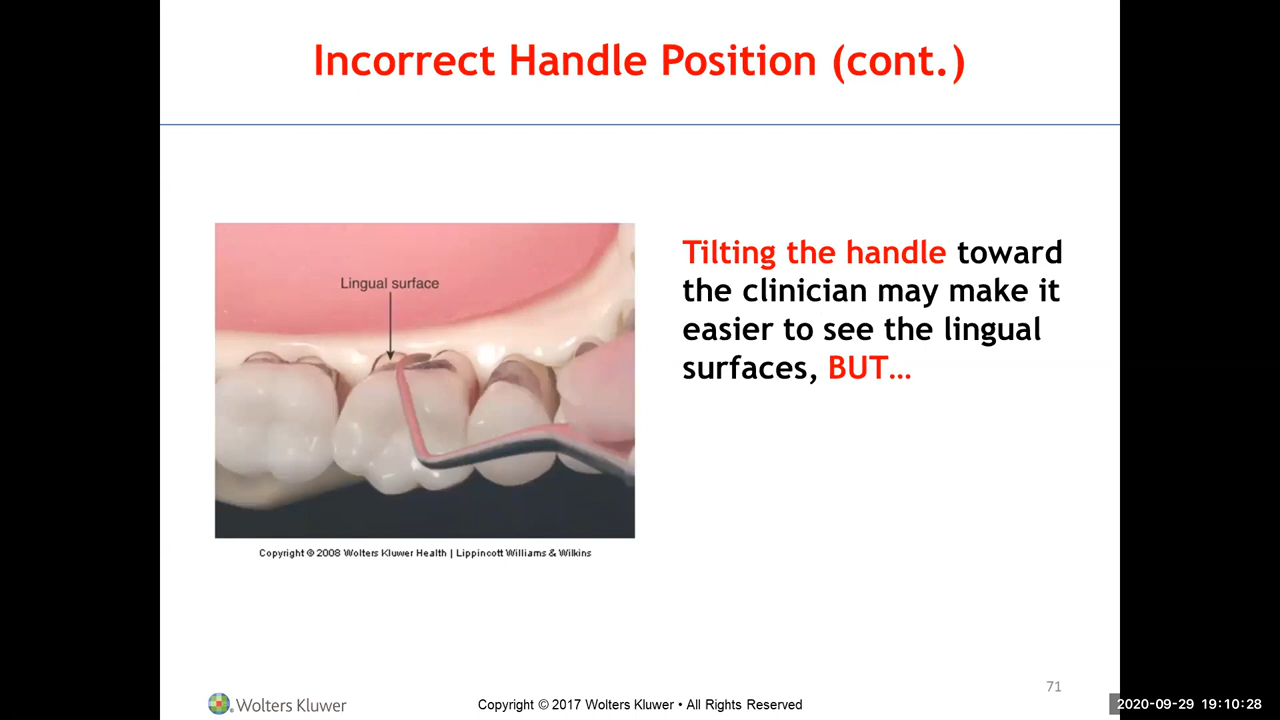 Incorrect Handle Position (cont.)
Lingual surface
Tilting the handle toward
the clinician may make it
easier to see the lingual
surfaces, BUT…
Copyright © 2008 Wolters Kluwer Health | Lippincott Williams & Wilkins
71
Wolters Kluwer
Copyright © 2017 Wolters Kluwer • All Rights Reserved
2020-09-29 19:10:28